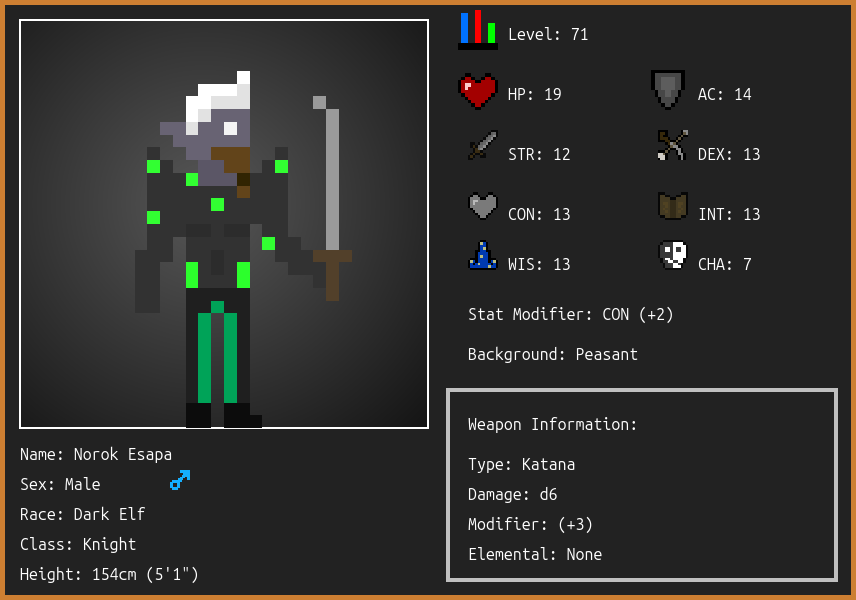 Level: 71
HP: 19
AC: 14
STR: 12
DEX: 13
CON: 13
INT: 13
WIS: 13
CHA: 7
Stat Modifier: CON (+2)
Background: Peasant
Weapon Information:
Type: Katana
Damage: d6
Modifier: (+3)
Elemental: None
Name: Norok Esapa
Sex: Male
Race: Dark Elf
Class: Knight
Height: 154cm (5'1")